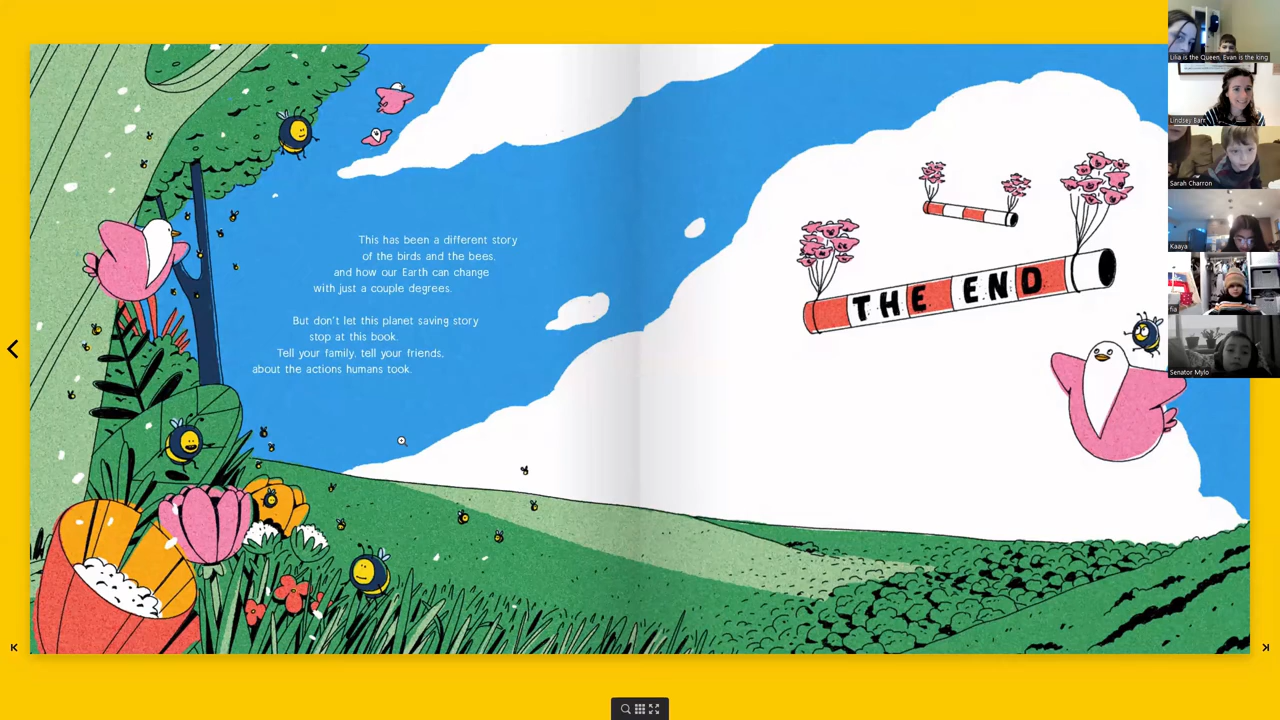 This has been a different story
of the birds and the bees,
and how our Earth can change
with just a couple degrees.
But don't let this planet saving story
stop at this book.
Tell your family, tell your friends,
about the actions humans took.
THE END
Lilia is the Queen, Evan is the king
Lindsey Barr
Sarah Charron
Kaaya
Senator Mylo